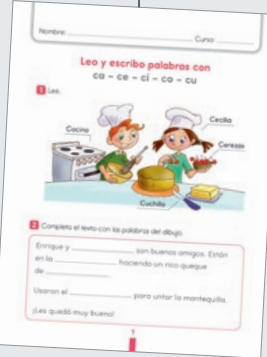 Nombre:
Curso:
Leo y escribo palabras con
ca - ce - ci - co - cu
1 Leo.
Cocina
Cecilia
Cerezas
Cuchillo
2 Completa el texto con las palabras del dibujo.
Enrique y son buenos amigos. Están
en la haciendo un rico queque
de
Usaron el para untar la mantequilla.
¡Les quedó muy bueno!
1